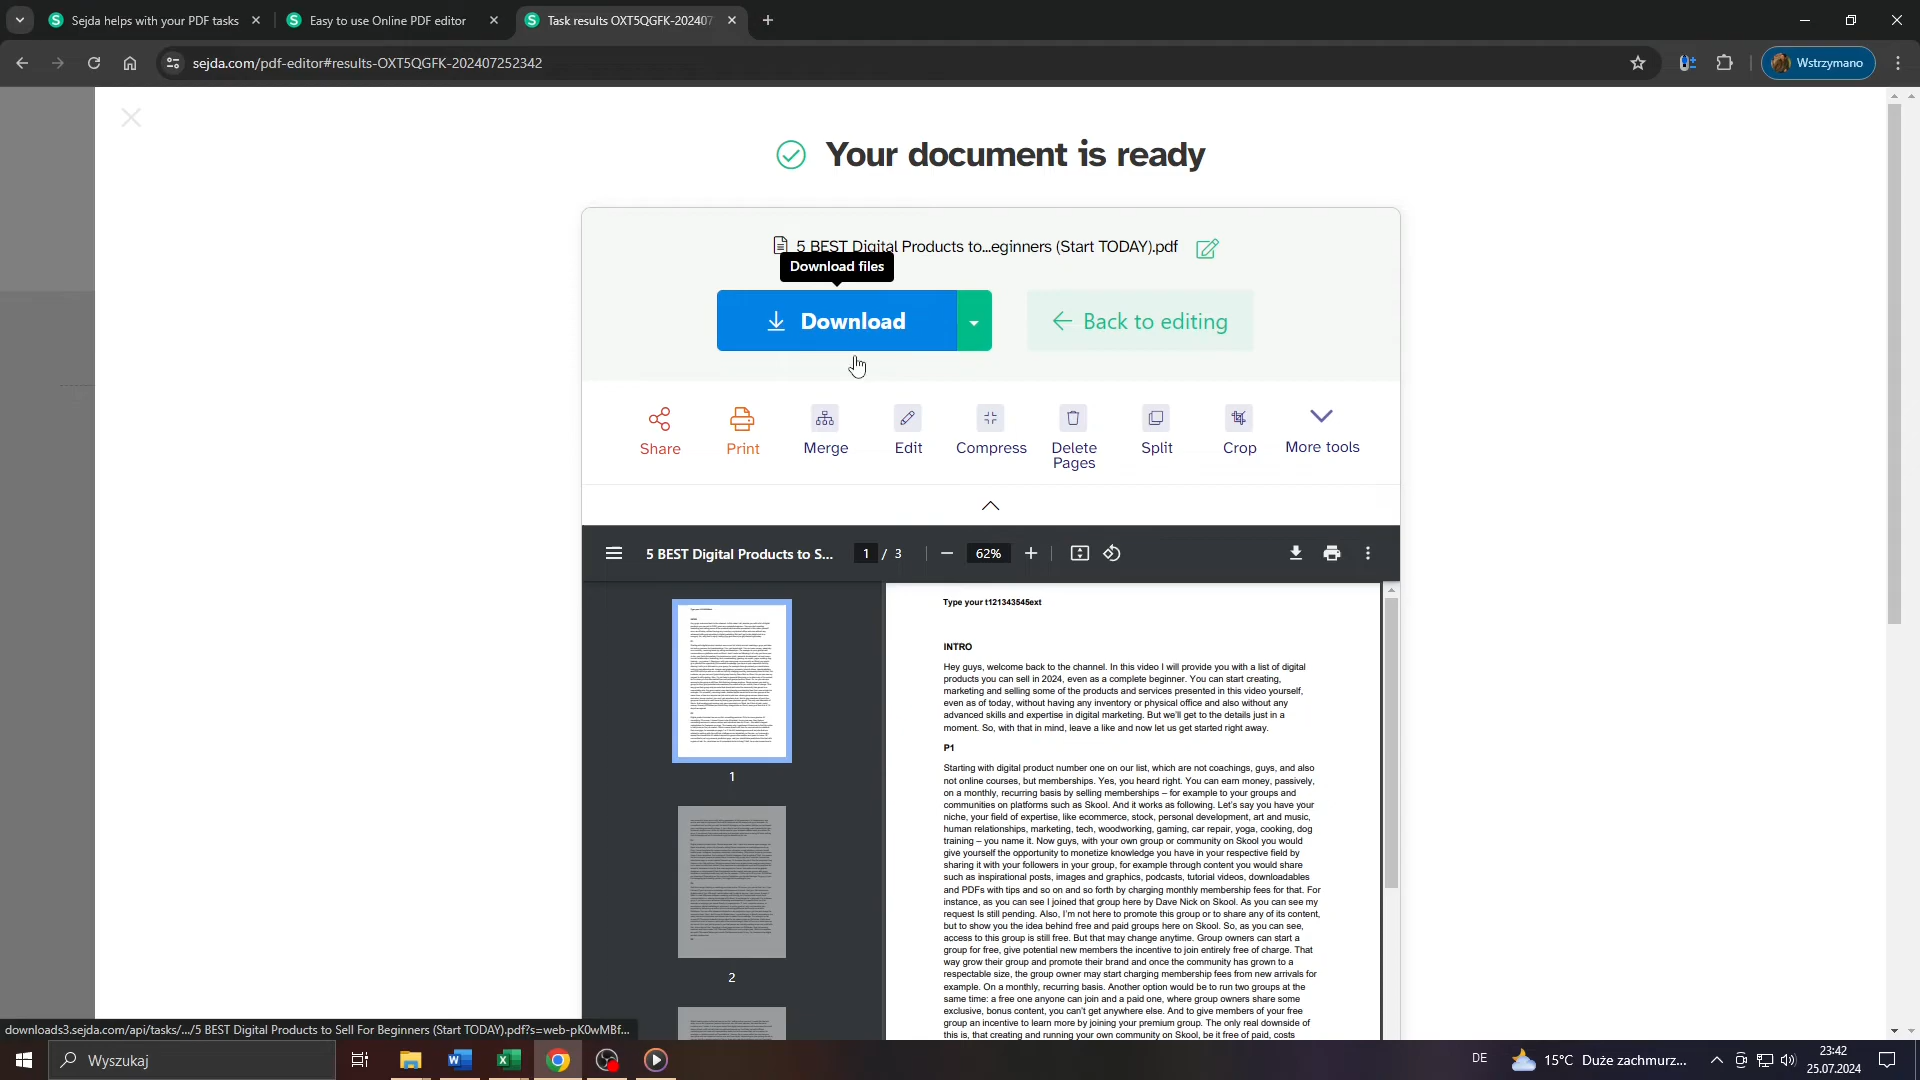 Sejda helps with your PDF tasks
Easy to use Online PDF editor
Task results OXT5QGFK-202407
sejda.com/pdf-editor#results-OXT5QGFK-202407252342
Wstrzymano
Your document is ready
5 BEST Digital Products to...eginners (Start TODAY).pdf
Download files
Download
Back to editing
Share
Print
Merge
Edit
Compress
Delete
Pages
Split
Crop
More tools
5 BEST Digital Products to S...
1 / 3
62%
1
2
Type your t121343545ext
INTRO
Hey guys, welcome back to the channel. In this video I will provide you with a list of digital
products you can sell in 2024, even as a complete beginner. You can start creating,
marketing and selling some of the products and services presented in this video yourself,
even as of today, without having any inventory or physical office and also without any
advanced skills and expertise in digital marketing. But we'll get to the details just in a
moment. So, with that in mind, leave a like and now let us get started right away.
P1
Starting with digital product number one on our list, which are not coachings, guys, and also
not online courses, but memberships. Yes, you heard right. You can earn money, passively,
on a monthly, recurring basis by selling memberships – for example to your groups and
communities on platforms such as Skool. And it works as following. Let's say you have your
niche, your field of expertise, like ecommerce, stock, personal development, art and music,
human relationships, marketing, tech, woodworking, gaming, car repair, yoga, cooking, dog
training – you name it. Now guys, with your own group or community on Skool you would
give yourself the opportunity to monetize knowledge you have in your respective field by
sharing it with your followers in your group, for example through content you would share
such as inspirational posts, images and graphics, podcasts, tutorial videos, downloadables
and PDFs with tips and so on and so forth by charging monthly membership fees for that. For
instance, as you can see I joined that group here by Dave Nick on Skool. As you can see my
request Is still pending. Also, I'm not here to promote this group or to share any of its content,
but to show you the idea behind free and paid groups here on Skool. So, as you can see,
access to this group is still free. But that may change anytime. Group owners can start a
group for free, give potential new members the incentive to join entirely free of charge. That
way grow their group and promote their brand and once the community has grown to a
respectable size, the group owner may start charging membership fees from new arrivals for
example. On a monthly, recurring basis. Another option would be to run two groups at the
same time: a free one anyone can join and a paid one, where group owners share some
exclusive, bonus content, you can't get anywhere else. And to give members of your free
group an incentive to learn more by joining your premium group. The only real downside of
this is, that creating and running your own community on Skool, be it free of paid, costs
downloads3.sejda.com/api/tasks/.../5 BEST Digital Products to Sell For Beginners (Start TODAY).pdf?s=web-pK0wMBf...
Wyszukaj
DE
15°C Duże zachmurz...
23:42
25.07.2024